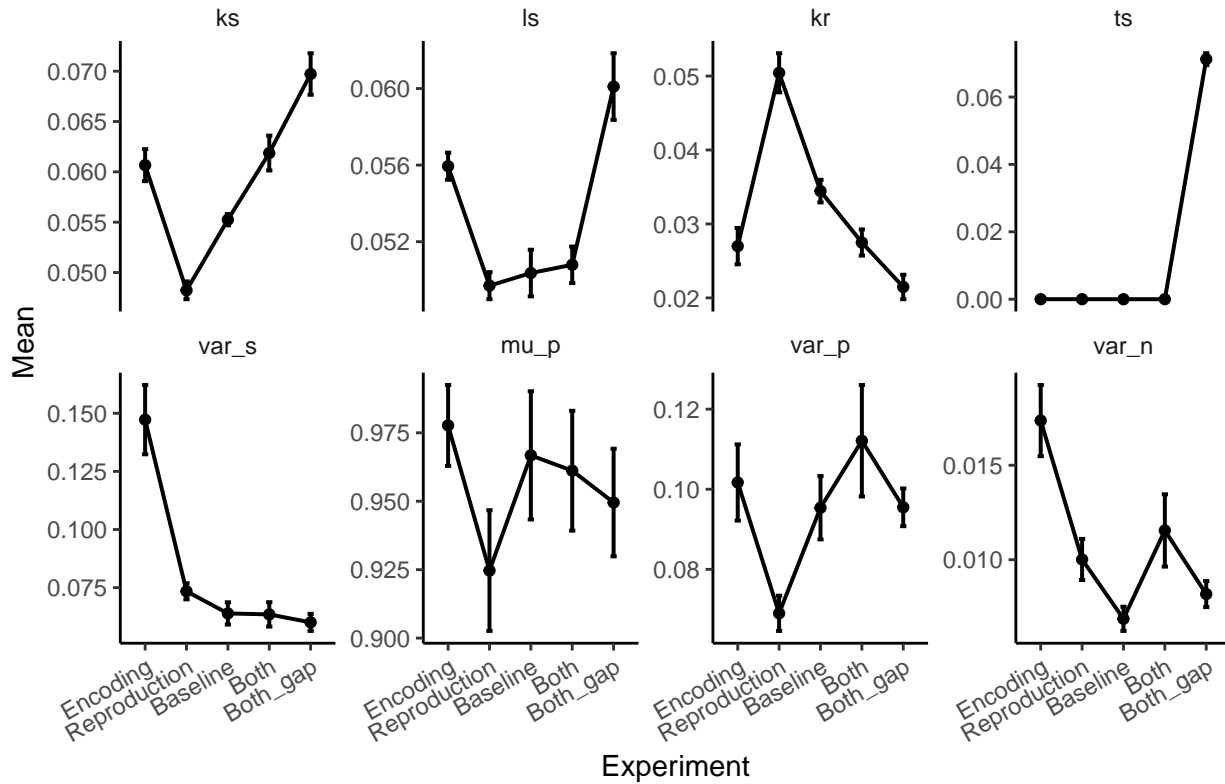 ks ls kr ts
0.070 0.060 0.05 0.06
0.065
0.060 0.056 0.04 0.04
0.055 0.03 0.02
0.050 0.052 0.02 0.00
Mean
var_s mu_p var_p var_n
0.150 0.975 0.12 0.015
0.125 0.950 0.10
0.100 0.925 0.08 0.010
0.075 0.900
Encoding Reproduction Baseline Both Both_gap Encoding Reproduction Baseline Both Both_gap Encoding Reproduction Baseline Both Both_gap Encoding Reproduction Baseline Both Both_gap
Experiment